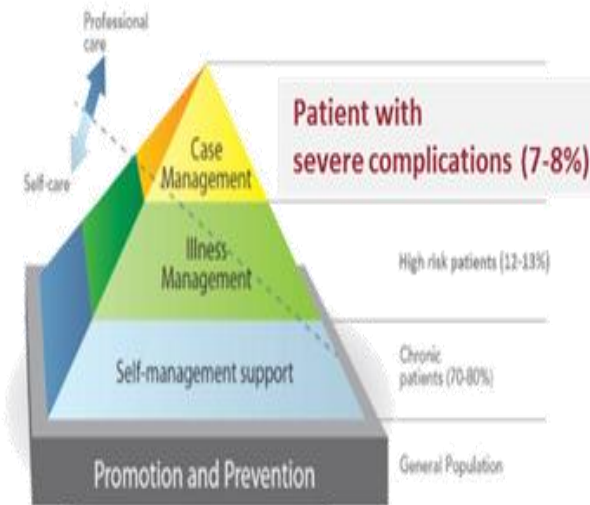 Professional
care
Self-care
Case
Management
Patient with
severe complications (7-8%)
Illness-
Management
High risk patients (12-13%)
Self-management support
Chronic
patients (70-80%)
Promotion and Prevention
General Population